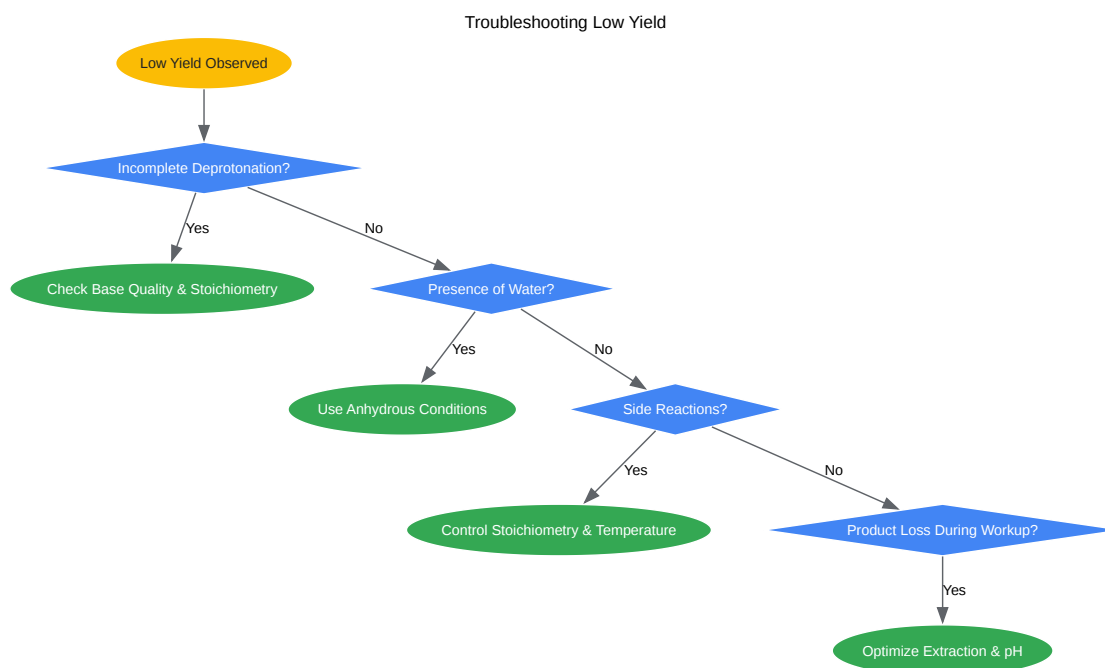 Troubleshooting Low Yield
Low Yield Observed
Incomplete Deprotonation?
Yes
No
Check Base Quality & Stoichiometry
Presence of Water?
Yes
No
Use Anhydrous Conditions
Side Reactions?
Yes
No
Control Stoichiometry & Temperature
Product Loss During Workup?
Yes
Optimize Extraction & pH